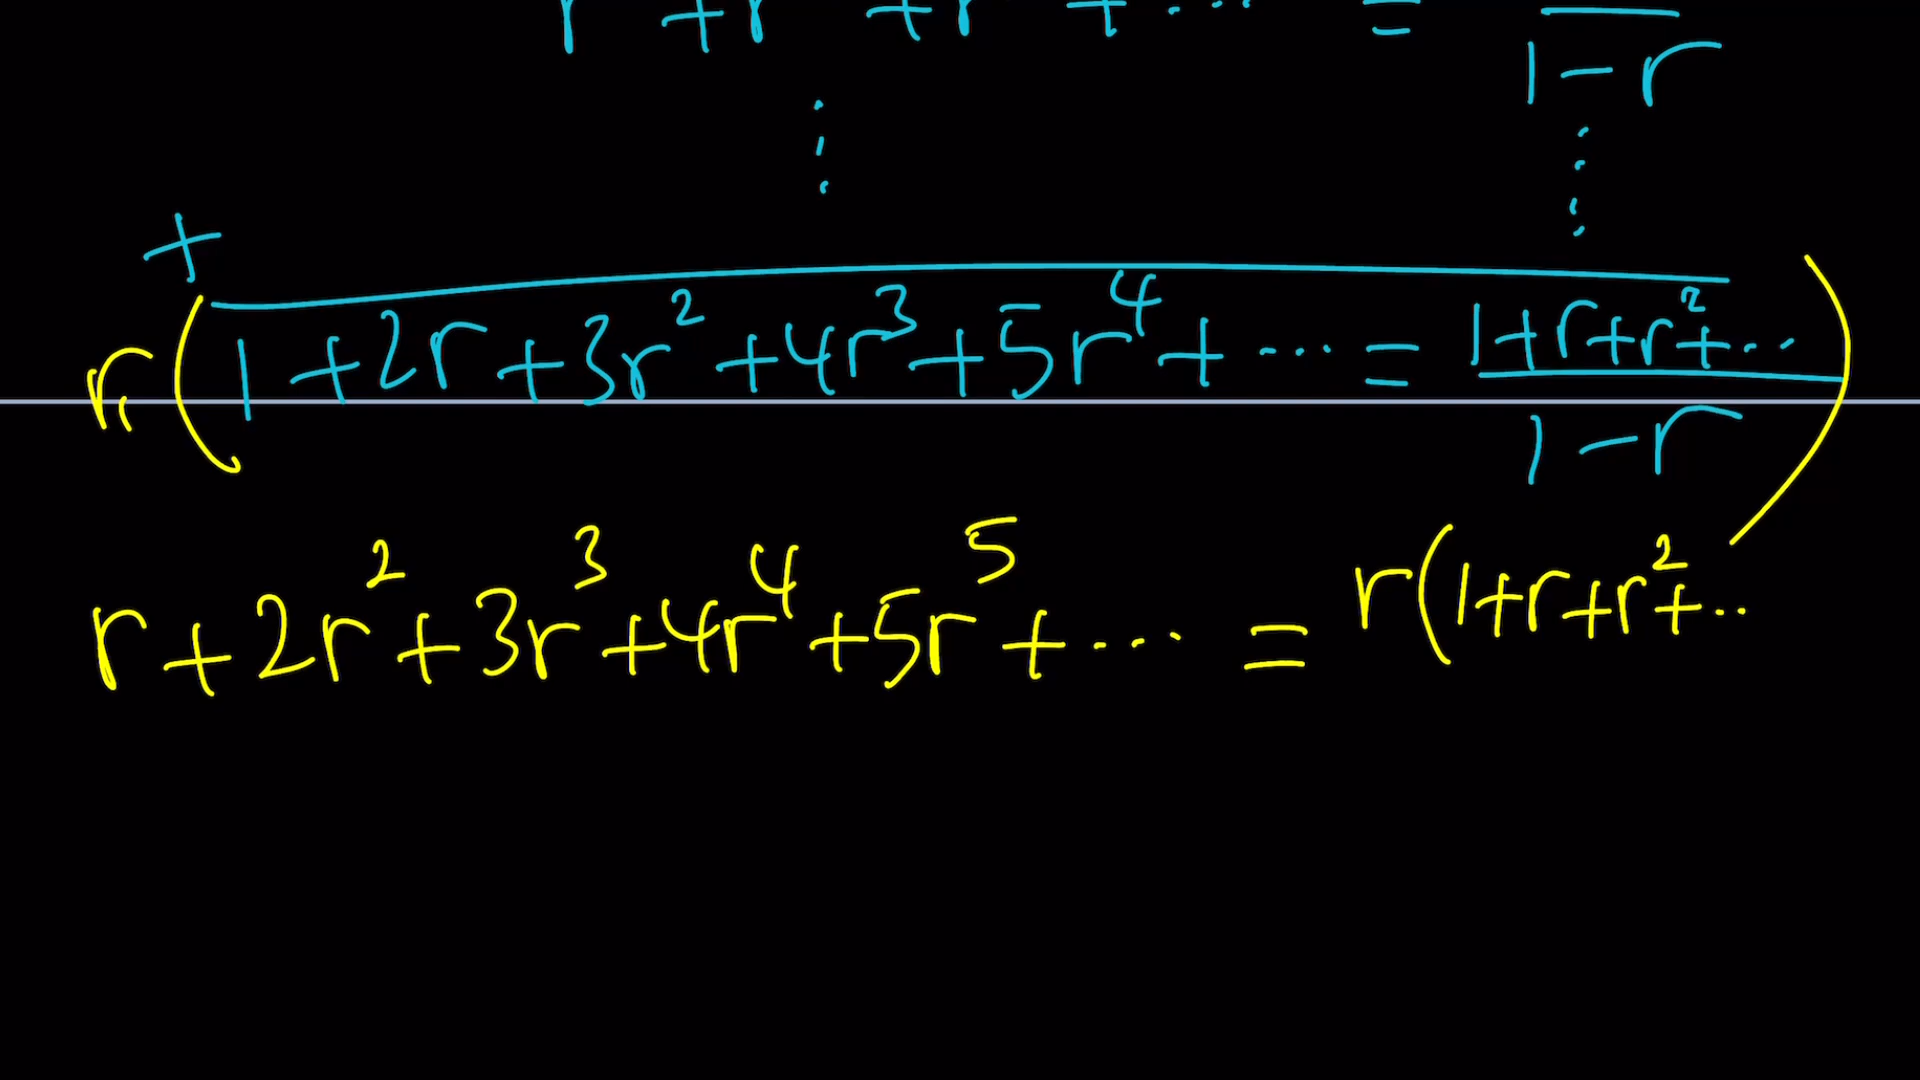 r + r + r + ... = 
1 - r
+
r(1 + 2r + 3r² + 4r³ + 5r⁴ + ... = (1+r+r²+..)/(1-r))
r + 2r² + 3r³ + 4r⁴ + 5r⁵ + ... = r(1+r+r²+..